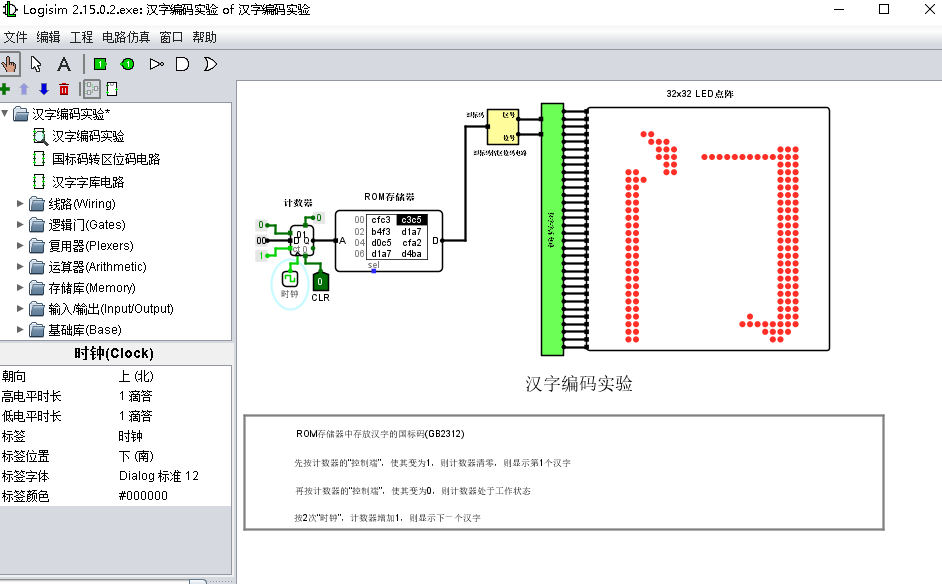 Logisim 2.15.0.2.exe: 汉字编码实验 of 汉字编码实验
文件 编辑 工程 电路仿真 窗口 帮助
汉字编码实验*
汉字编码实验
国标码转区位码电路
汉字字库电路
线路(Wiring)
逻辑门(Gates)
复用器(Plexers)
运算器(Arithmetic)
存储库(Memory)
输入/输出(Input/Output)
基础库(Base)
时钟(Clock)
朝向 上 (北)
高电平时长 1 滴答
低电平时长 1 滴答
标签 时钟
标签位置 下 (南)
标签字体 Dialog 标准 12
标签颜色 #000000
32x32 LED点阵
国标码 区号
位号
国标码转区位码电路
计数器
ROM存储器
0 0
00 D Q 01
1 ct 0
时钟
0
CLR
A D
00 cfc3 c3c5
02 b4f3 d1a7
04 d0c5 cfa2
06 d1a7 d4ba
sel
汉字编码实验
ROM存储器中存放汉字的国标码(GB2312)
先按计数器的"控制端"，使其变为1，则计数器清零，则显示第1个汉字
再按计数器的"控制端"，使其变为0，则计数器处于工作状态
按2次"时钟"，计数器增加1，则显示下一个汉字